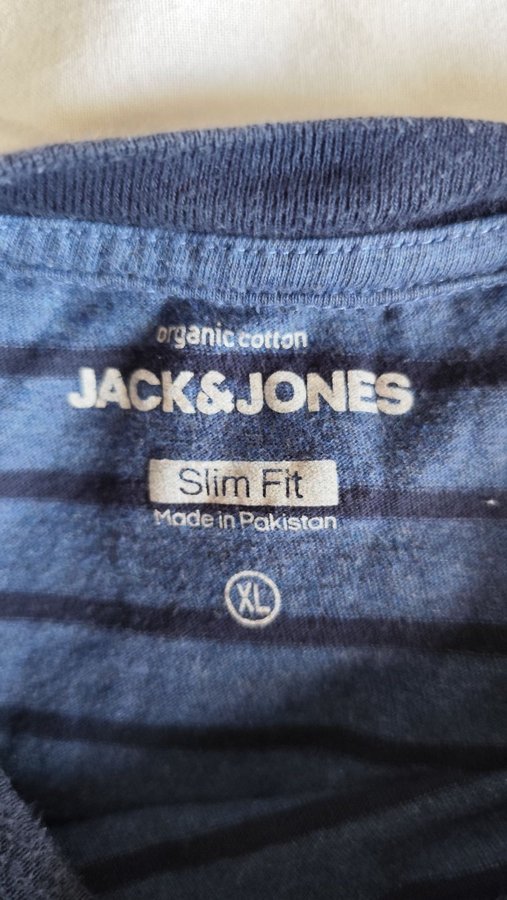 organic cotton
JACK&JONES
Slim Fit
Made in Pakistan
XL